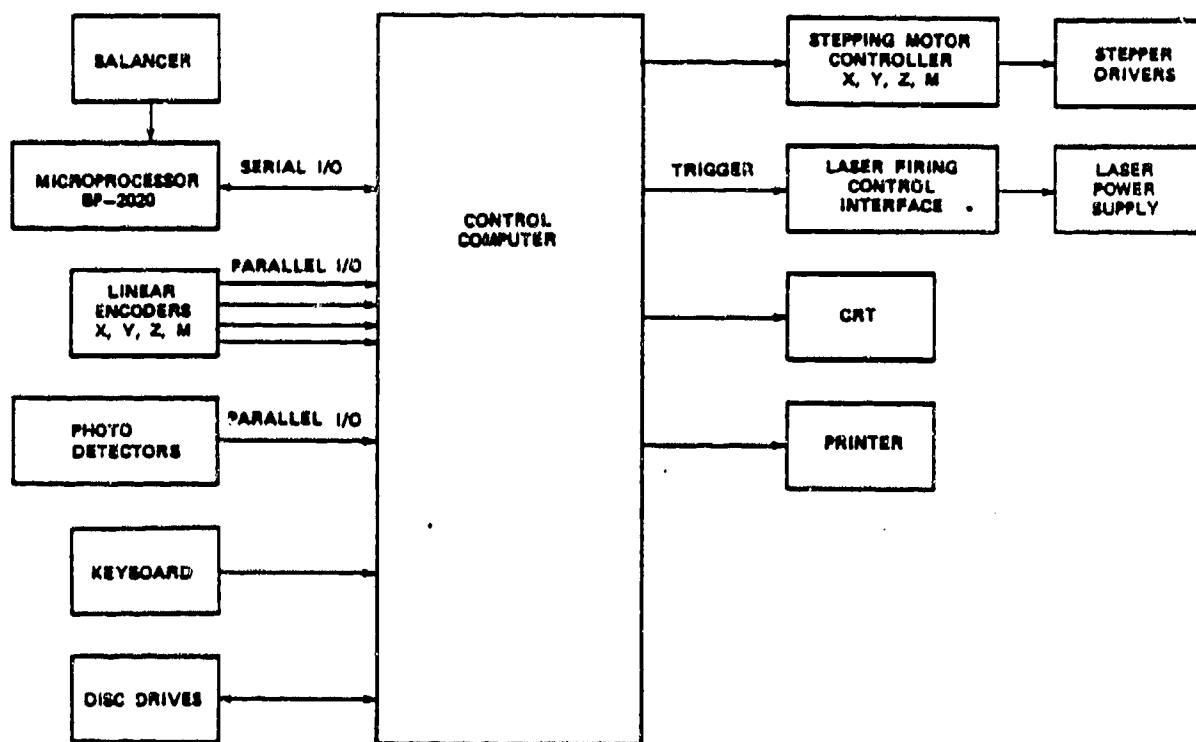 BALANCER
MICROPROCESSOR
BP-2020
SERIAL I/O
PARALLEL I/O
LINEAR
ENCODERS
X, Y, Z, M
PARALLEL I/O
PHOTO
DETECTORS
KEYBOARD
DISC DRIVES
CONTROL
COMPUTER
STEPPING MOTOR
CONTROLLER
X, Y, Z, M
STEPPER
DRIVERS
TRIGGER
LASER FIRING
CONTROL
INTERFACE
LASER
POWER
SUPPLY
CRT
PRINTER